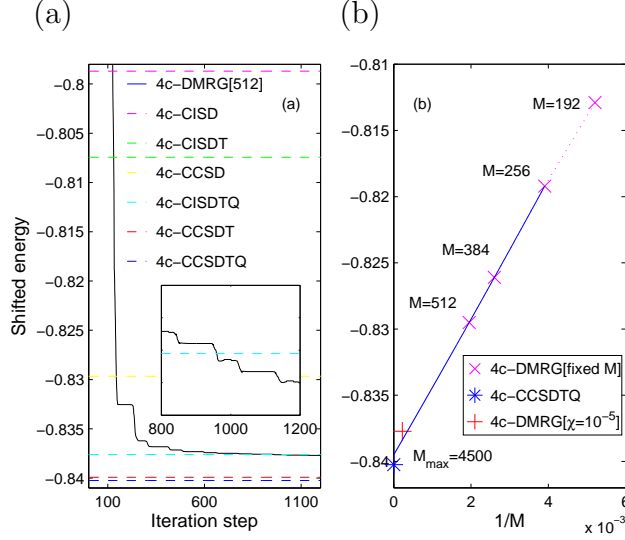 (a)
−0.8
−0.805
−0.81
−0.815
−0.82
−0.825
−0.83
−0.835
−0.84
Shifted energy
4c−DMRG[512]
4c−CISD
4c−CISDT
4c−CCSD
4c−CISDTQ
4c−CCSDT
4c−CCSDTQ
(a)
800 1000 1200
100 600 1100
Iteration step
(b)
−0.81
−0.815
−0.82
−0.825
−0.83
−0.835
−0.84
(b)
M=192
M=256
M=384
M=512
4c−DMRG[fixed M]
4c−CCSDTQ
4c−DMRG[χ=10⁻⁵]
Mmax=4500
0 2 4 6
x 10⁻³
1/M